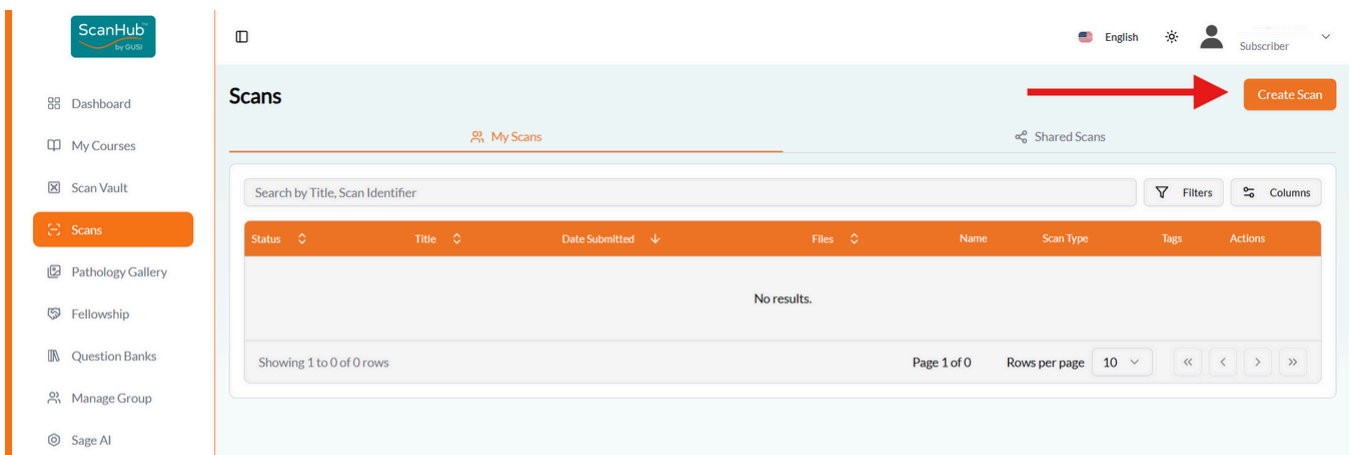 ScanHub™
by GUSI
English
Subscriber
Dashboard
My Courses
Scan Vault
Scans
Pathology Gallery
Fellowship
Question Banks
Manage Group
Sage AI
Scans
Create Scan
My Scans
Shared Scans
Search by Title, Scan Identifier
Filters
Columns
Status
Title
Date Submitted
Files
Name
Scan Type
Tags
Actions
No results.
Showing 1 to 0 of 0 rows
Page 1 of 0
Rows per page
10